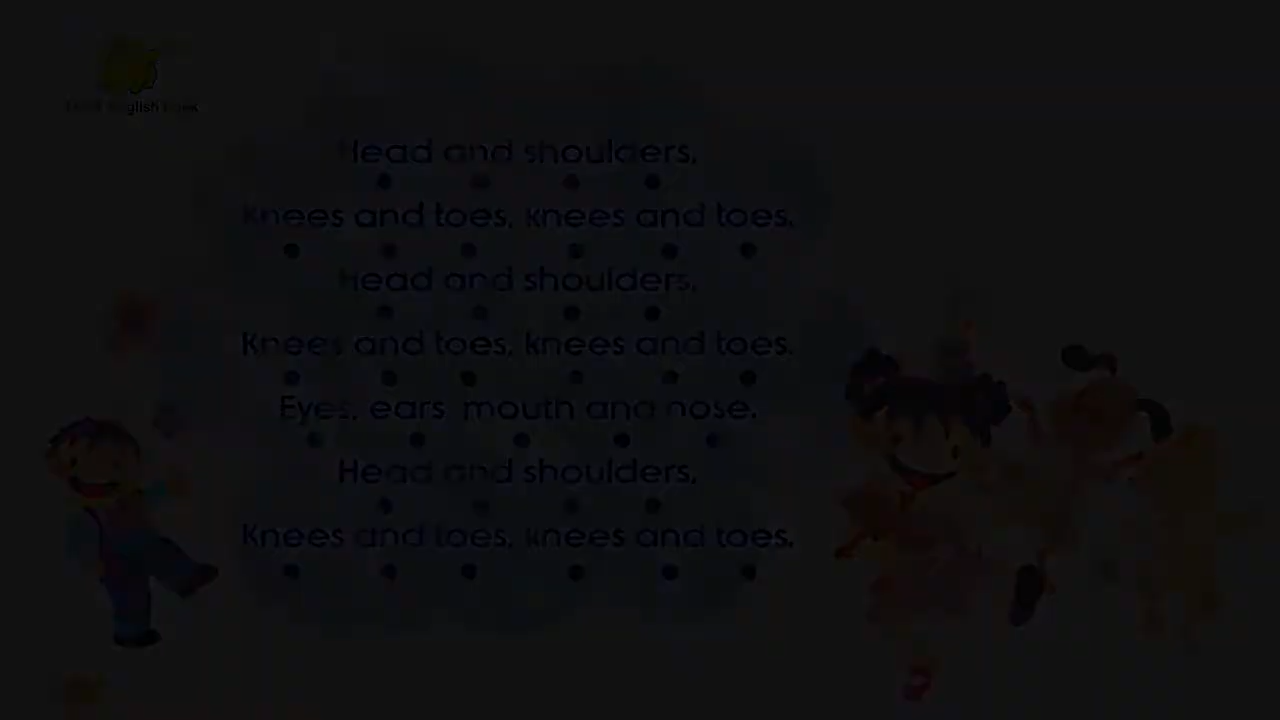 Head and shoulders,
Knees and toes, knees and toes.
Head and shoulders,
Knees and toes, knees and toes.
Eyes, ears, mouth and nose.
Head and shoulders,
Knees and toes, knees and toes.